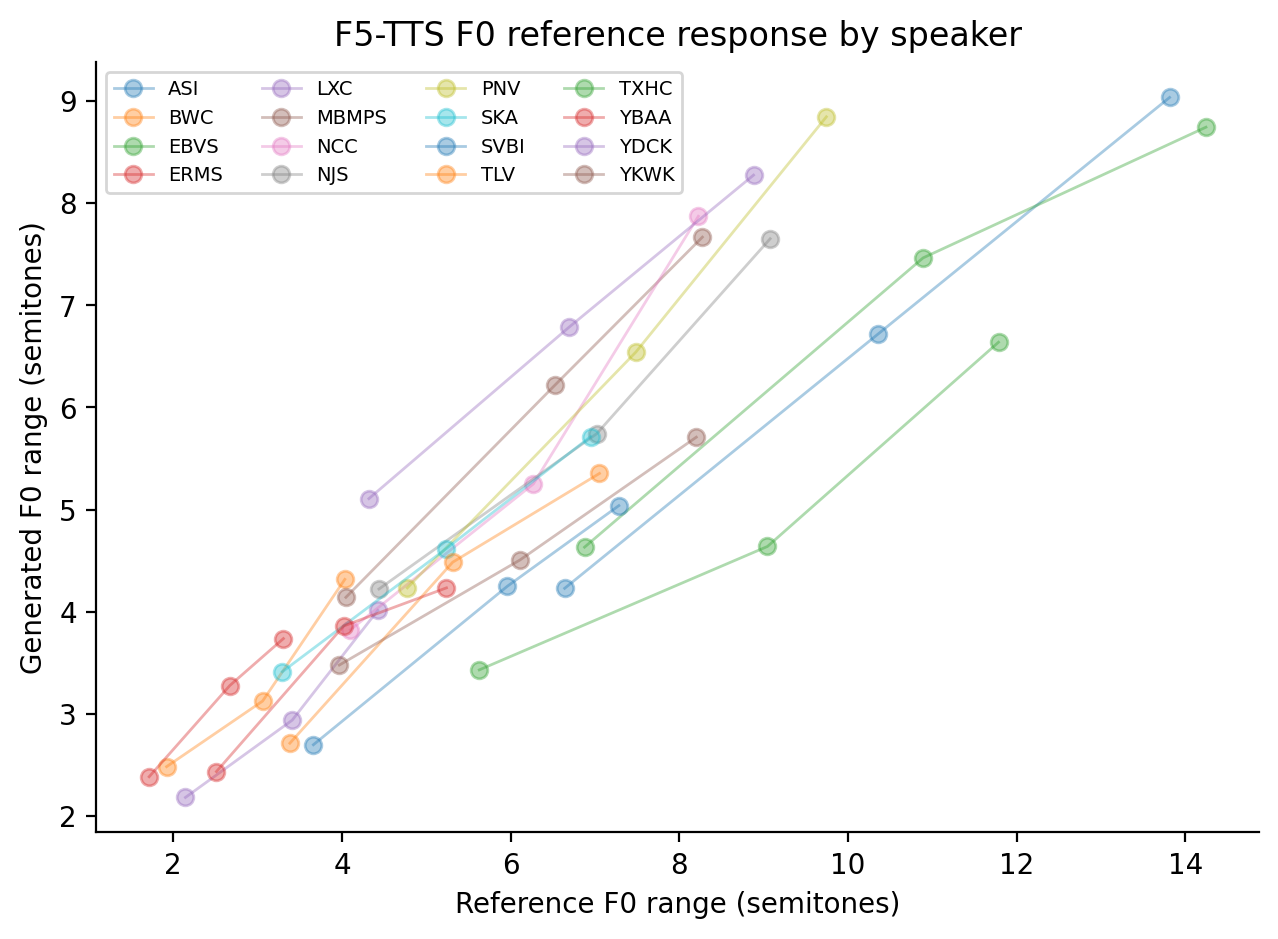 F5-TTS F0 reference response by speaker
ASI LXC PNV TXHC
BWC MBMPS SKA YBAA
EBVS NCC SVBI YDCK
ERMS NJS TLV YKWK
Generated F0 range (semitones)
9
8
7
6
5
4
3
2
2 4 6 8 10 12 14
Reference F0 range (semitones)